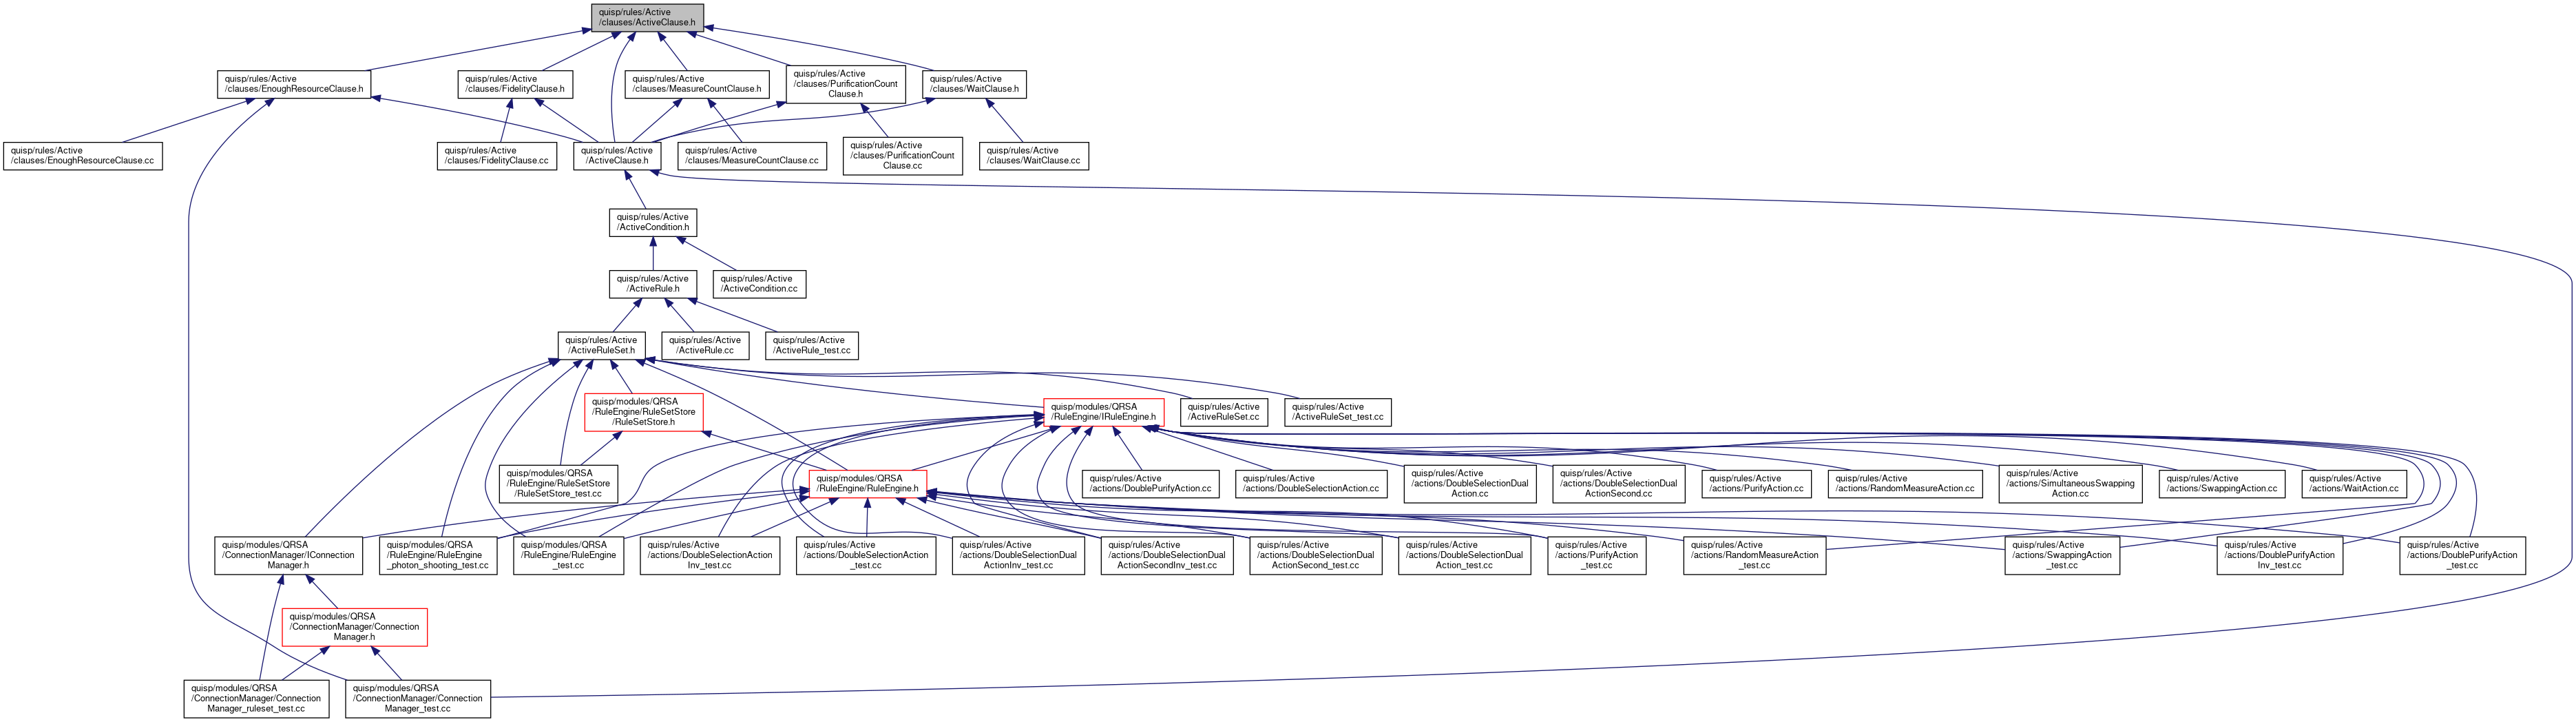 quisp/rules/Active
/clauses/ActiveClause.h
quisp/rules/Active
/clauses/EnoughResourceClause.h
quisp/rules/Active
/clauses/FidelityClause.h
quisp/rules/Active
/clauses/MeasureCountClause.h
quisp/rules/Active
/clauses/PurificationCount
Clause.h
quisp/rules/Active
/clauses/WaitClause.h
quisp/rules/Active
/clauses/EnoughResourceClause.cc
quisp/rules/Active
/clauses/FidelityClause.cc
quisp/rules/Active
/ActiveClause.h
quisp/rules/Active
/clauses/MeasureCountClause.cc
quisp/rules/Active
/clauses/PurificationCount
Clause.cc
quisp/rules/Active
/clauses/WaitClause.cc
quisp/rules/Active
/ActiveCondition.h
quisp/rules/Active
/ActiveRule.h
quisp/rules/Active
/ActiveCondition.cc
quisp/rules/Active
/ActiveRuleSet.h
quisp/rules/Active
/ActiveRule.cc
quisp/rules/Active
/ActiveRule_test.cc
quisp/modules/QRSA
/RuleEngine/RuleSetStore
/RuleSetStore.h
quisp/modules/QRSA
/RuleEngine/IRuleEngine.h
quisp/rules/Active
/ActiveRuleSet.cc
quisp/rules/Active
/ActiveRuleSet_test.cc
quisp/modules/QRSA
/RuleEngine/RuleSetStore
/RuleSetStore_test.cc
quisp/modules/QRSA
/RuleEngine/RuleEngine.h
quisp/rules/Active
/actions/DoublePurifyAction.cc
quisp/rules/Active
/actions/DoubleSelectionAction.cc
quisp/rules/Active
/actions/DoubleSelectionDual
Action.cc
quisp/rules/Active
/actions/DoubleSelectionDual
ActionSecond.cc
quisp/rules/Active
/actions/PurifyAction.cc
quisp/rules/Active
/actions/RandomMeasureAction.cc
quisp/rules/Active
/actions/SimultaneousSwapping
Action.cc
quisp/rules/Active
/actions/SwappingAction.cc
quisp/rules/Active
/actions/WaitAction.cc
quisp/modules/QRSA
/ConnectionManager/IConnection
Manager.h
quisp/modules/QRSA
/RuleEngine/RuleEngine
_photon_shooting_test.cc
quisp/modules/QRSA
/RuleEngine/RuleEngine
_test.cc
quisp/rules/Active
/actions/DoubleSelectionAction
Inv_test.cc
quisp/rules/Active
/actions/DoubleSelectionAction
_test.cc
quisp/rules/Active
/actions/DoubleSelectionDual
ActionInv_test.cc
quisp/rules/Active
/actions/DoubleSelectionDual
ActionSecondInv_test.cc
quisp/rules/Active
/actions/DoubleSelectionDual
ActionSecond_test.cc
quisp/rules/Active
/actions/DoubleSelectionDual
Action_test.cc
quisp/rules/Active
/actions/PurifyAction
_test.cc
quisp/rules/Active
/actions/RandomMeasureAction
_test.cc
quisp/rules/Active
/actions/SwappingAction
_test.cc
quisp/rules/Active
/actions/DoublePurifyAction
Inv_test.cc
quisp/rules/Active
/actions/DoublePurifyAction
_test.cc
quisp/modules/QRSA
/ConnectionManager/Connection
Manager.h
quisp/modules/QRSA
/ConnectionManager/Connection
Manager_ruleset_test.cc
quisp/modules/QRSA
/ConnectionManager/Connection
Manager_test.cc